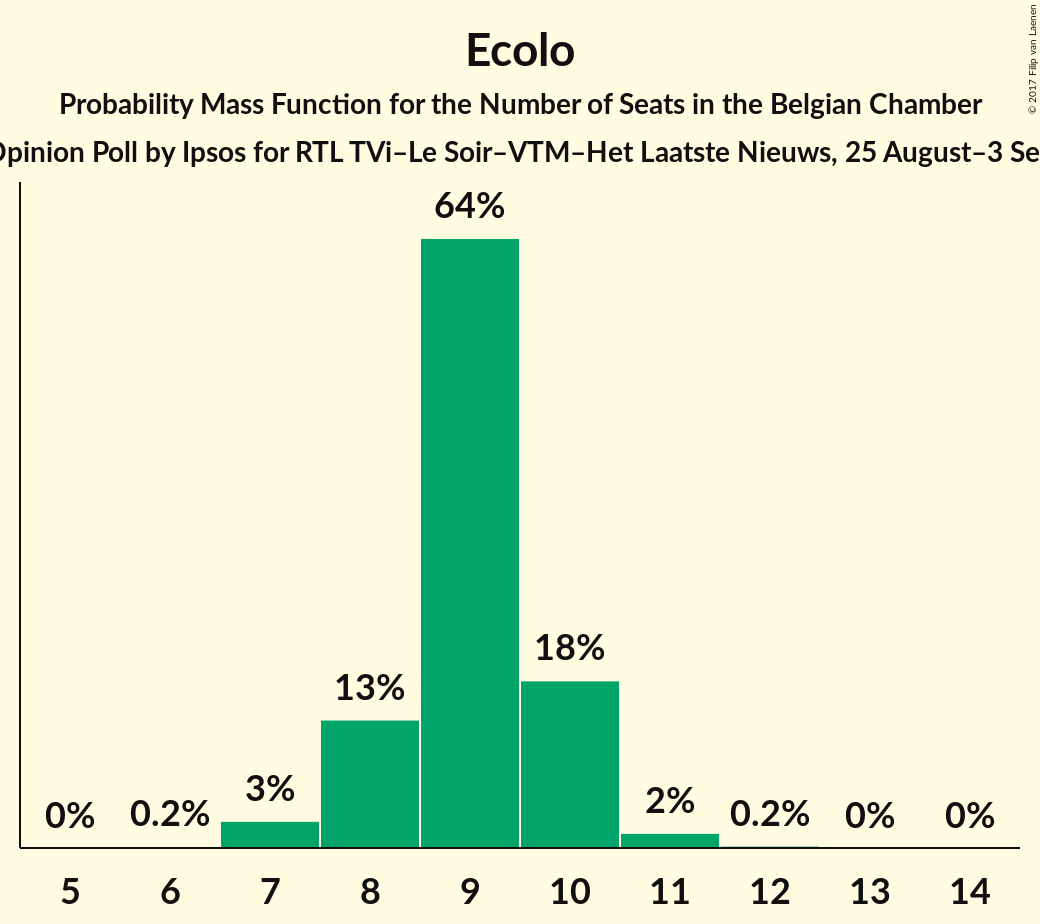 Ecolo
Probability Mass Function for the Number of Seats in the Belgian Chamber
Opinion Poll by Ipsos for RTL TVi–Le Soir–VTM–Het Laatste Nieuws, 25 August–3 Se
© 2017 Filip van Laenen
64%
18%
13%
3%
2%
0%
0.2%
0.2%
0%
0%
5 6 7 8 9 10 11 12 13 14